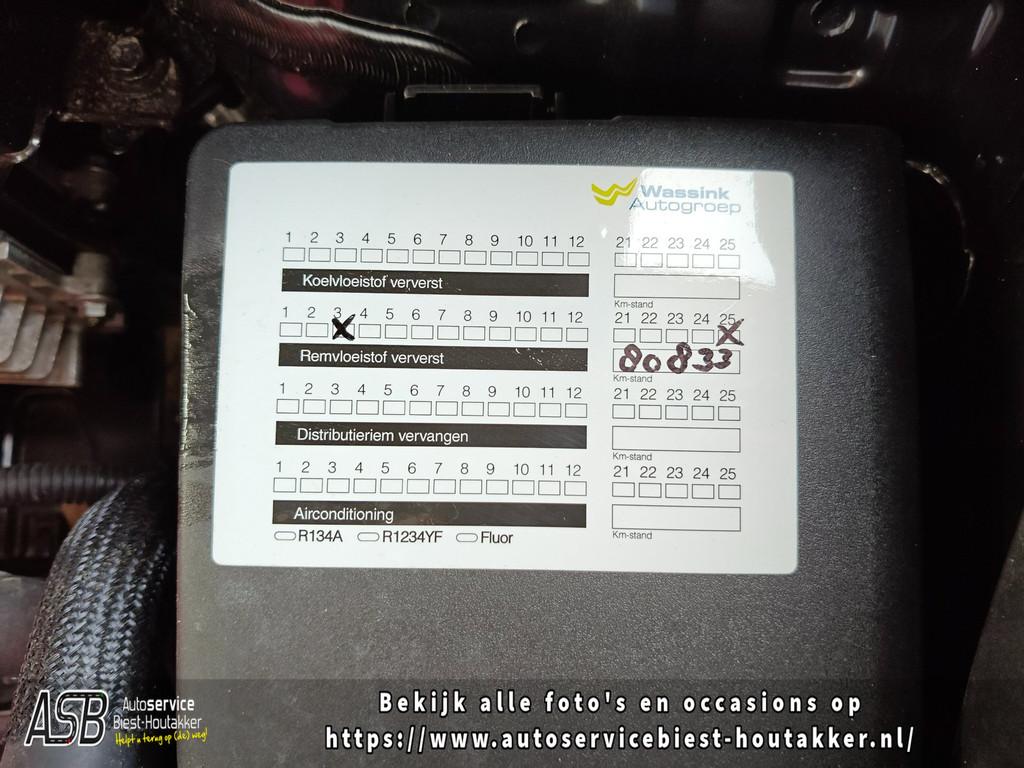 Wassink
Autogroep
1 2 3 4 5 6 7 8 9 10 11 12 21 22 23 24 25
Koelvloeistof ververst
Km-stand
1 2 3 4 5 6 7 8 9 10 11 12 21 22 23 24 25
X X
Remvloeistof ververst 80833
Km-stand
1 2 3 4 5 6 7 8 9 10 11 12 21 22 23 24 25
Distributieriem vervangen
Km-stand
1 2 3 4 5 6 7 8 9 10 11 12 21 22 23 24 25
Airconditioning
Km-stand
R134A R1234YF Fluor
ASB Autoservice
Biest-Houtakker
Helpt u terug op (de) weg!
Bekijk alle foto's en occasions op
https://www.autoservicebiest-houtakker.nl/